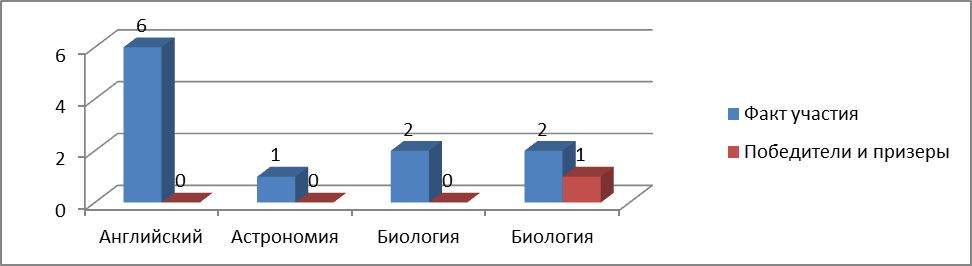 6
6
4
2
0
0
1
0
2
0
2
1
Английский
Астрономия
Биология
Биология
Факт участия
Победители и призеры